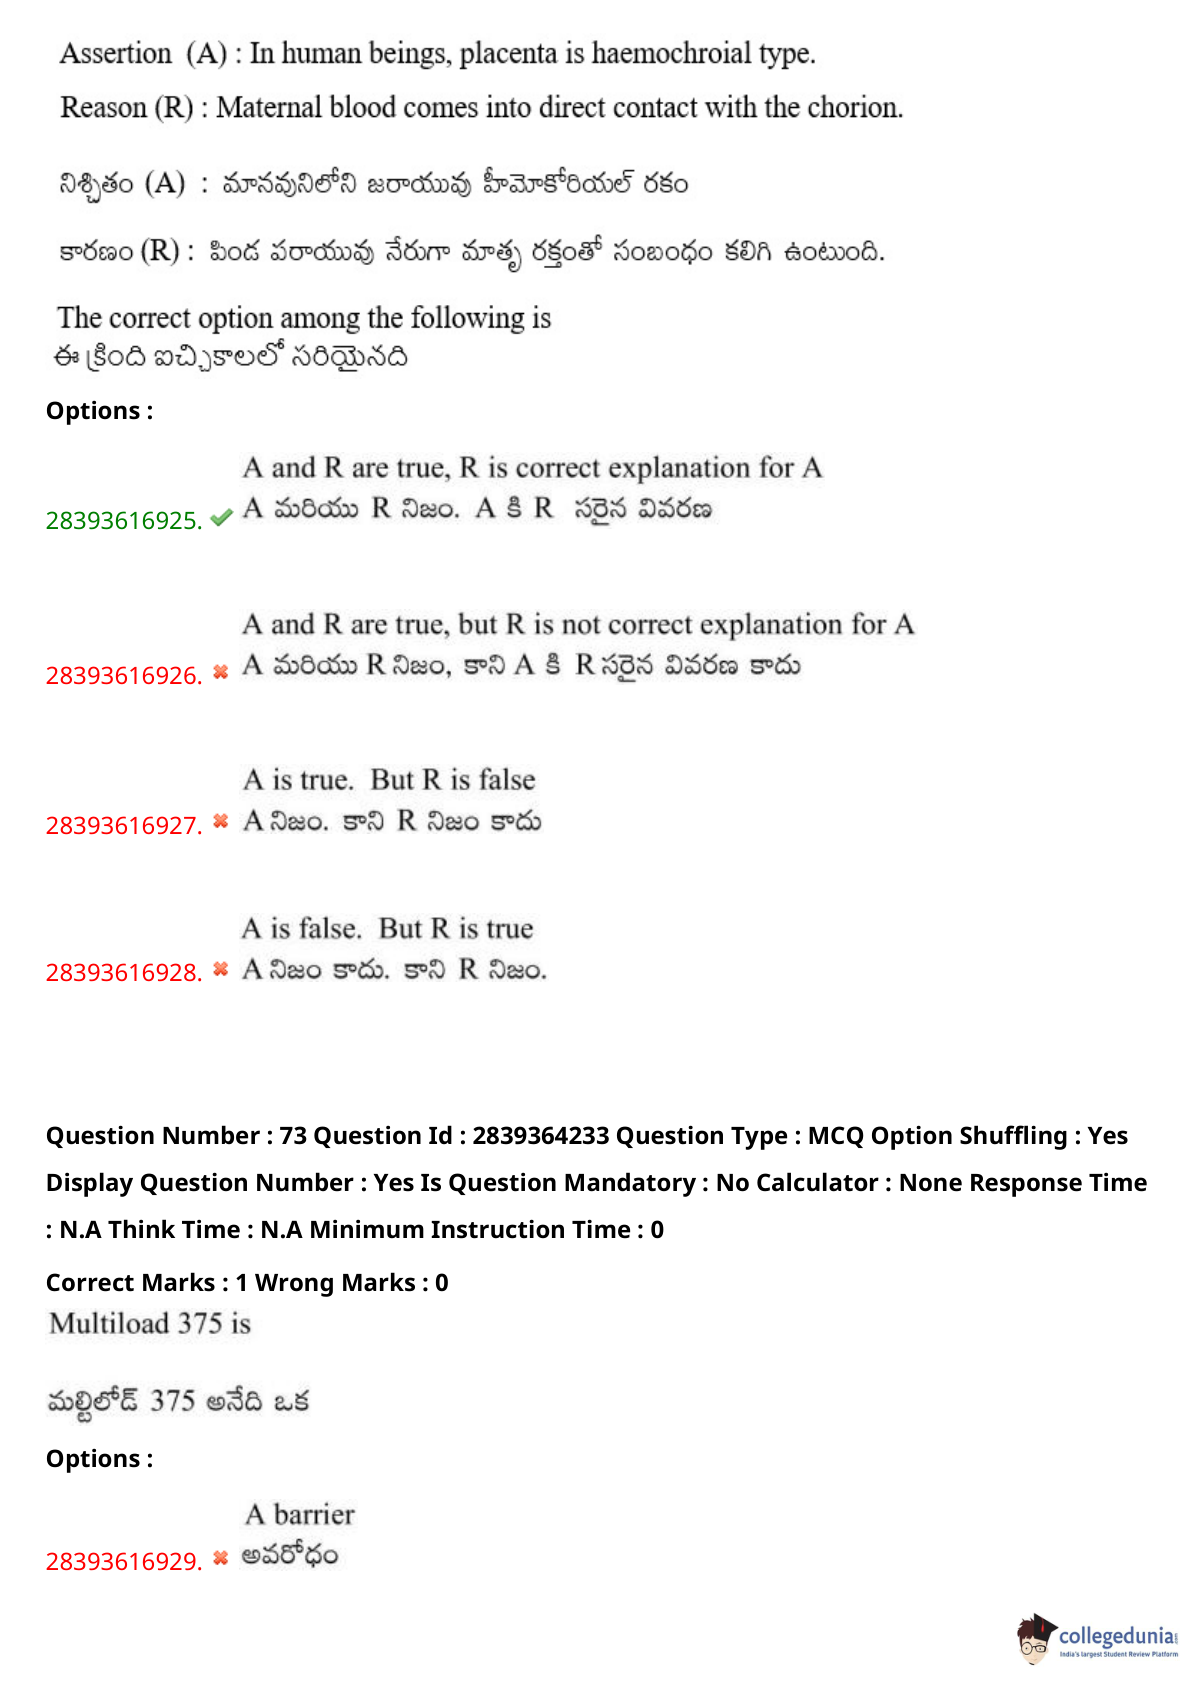 Assertion (A) : In human beings, placenta is haemochroial type.
Reason (R) : Maternal blood comes into direct contact with the chorion.
నిశ్చితం (A) : మానవునిలోని జరాయువు హీమోకోరియల్ రకం
కారణం (R) : పిండ పరాయువు నేరుగా మాతృ రక్తంతో సంబంధం కలిగి ఉంటుంది.
The correct option among the following is
ఈ క్రింది ఐచ్ఛికాలలో సరియైనది
Options :
A and R are true, R is correct explanation for A
28393616925. A మరియు R నిజం. A కి R సరైన వివరణ
A and R are true, but R is not correct explanation for A
28393616926. A మరియు R నిజం, కాని A కి R సరైన వివరణ కాదు
A is true. But R is false
28393616927. A నిజం. కాని R నిజం కాదు
A is false. But R is true
28393616928. A నిజం కాదు. కాని R నిజం.
Question Number : 73 Question Id : 2839364233 Question Type : MCQ Option Shuffling : Yes
Display Question Number : Yes Is Question Mandatory : No Calculator : None Response Time
: N.A Think Time : N.A Minimum Instruction Time : 0
Correct Marks : 1 Wrong Marks : 0
Multiload 375 is
మల్టిలోడ్ 375 అనేది ఒక
Options :
A barrier
28393616929. అవరోధం
collegedunia.com
India's largest Student Review Platform